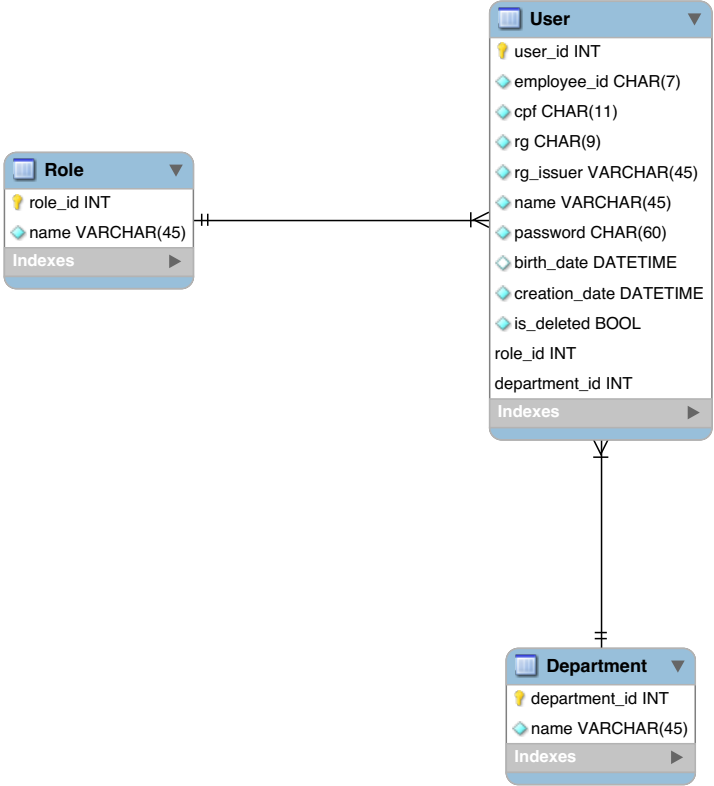 User
user_id INT
employee_id CHAR(7)
cpf CHAR(11)
rg CHAR(9)
rg_issuer VARCHAR(45)
name VARCHAR(45)
password CHAR(60)
birth_date DATETIME
creation_date DATETIME
is_deleted BOOL
role_id INT
department_id INT
Indexes
Role
role_id INT
name VARCHAR(45)
Indexes
Department
department_id INT
name VARCHAR(45)
Indexes